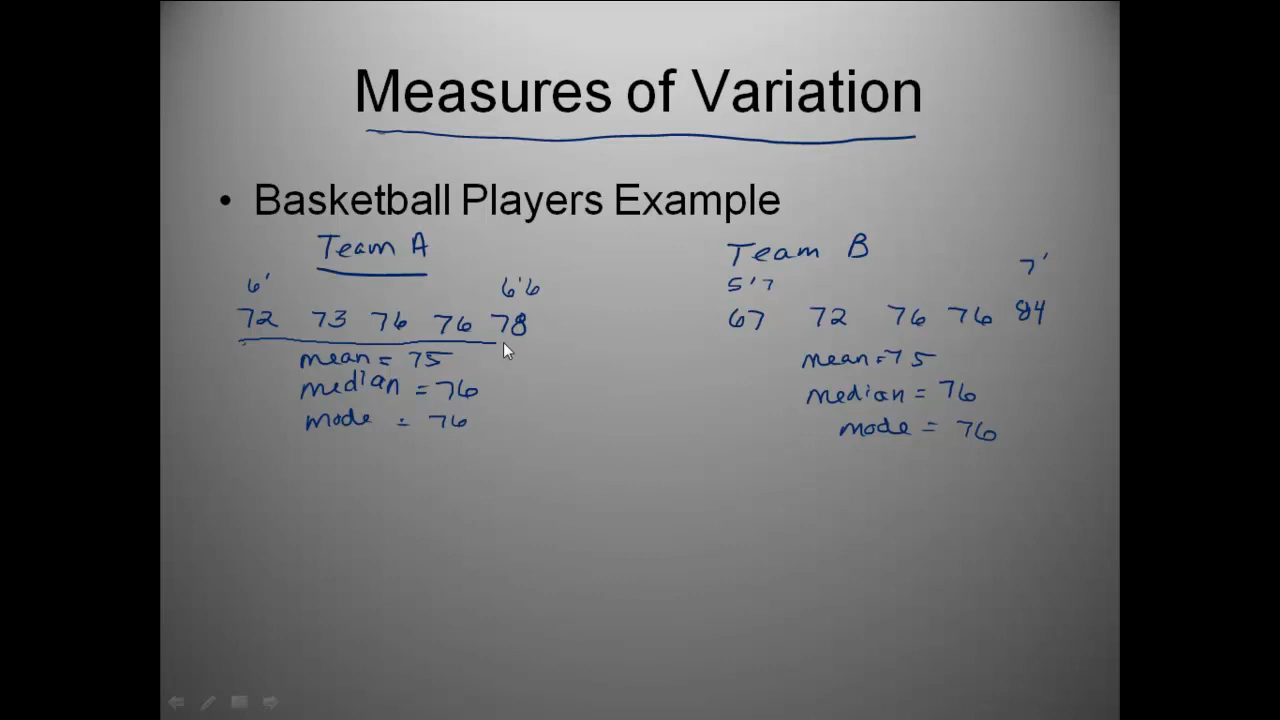 Measures of Variation
• Basketball Players Example
Team A
6' 6'6
72 73 76 76 78
mean = 75
median = 76
mode = 76
Team B
5'7 7'
67 72 76 76 84
mean = 75
median = 76
mode = 76